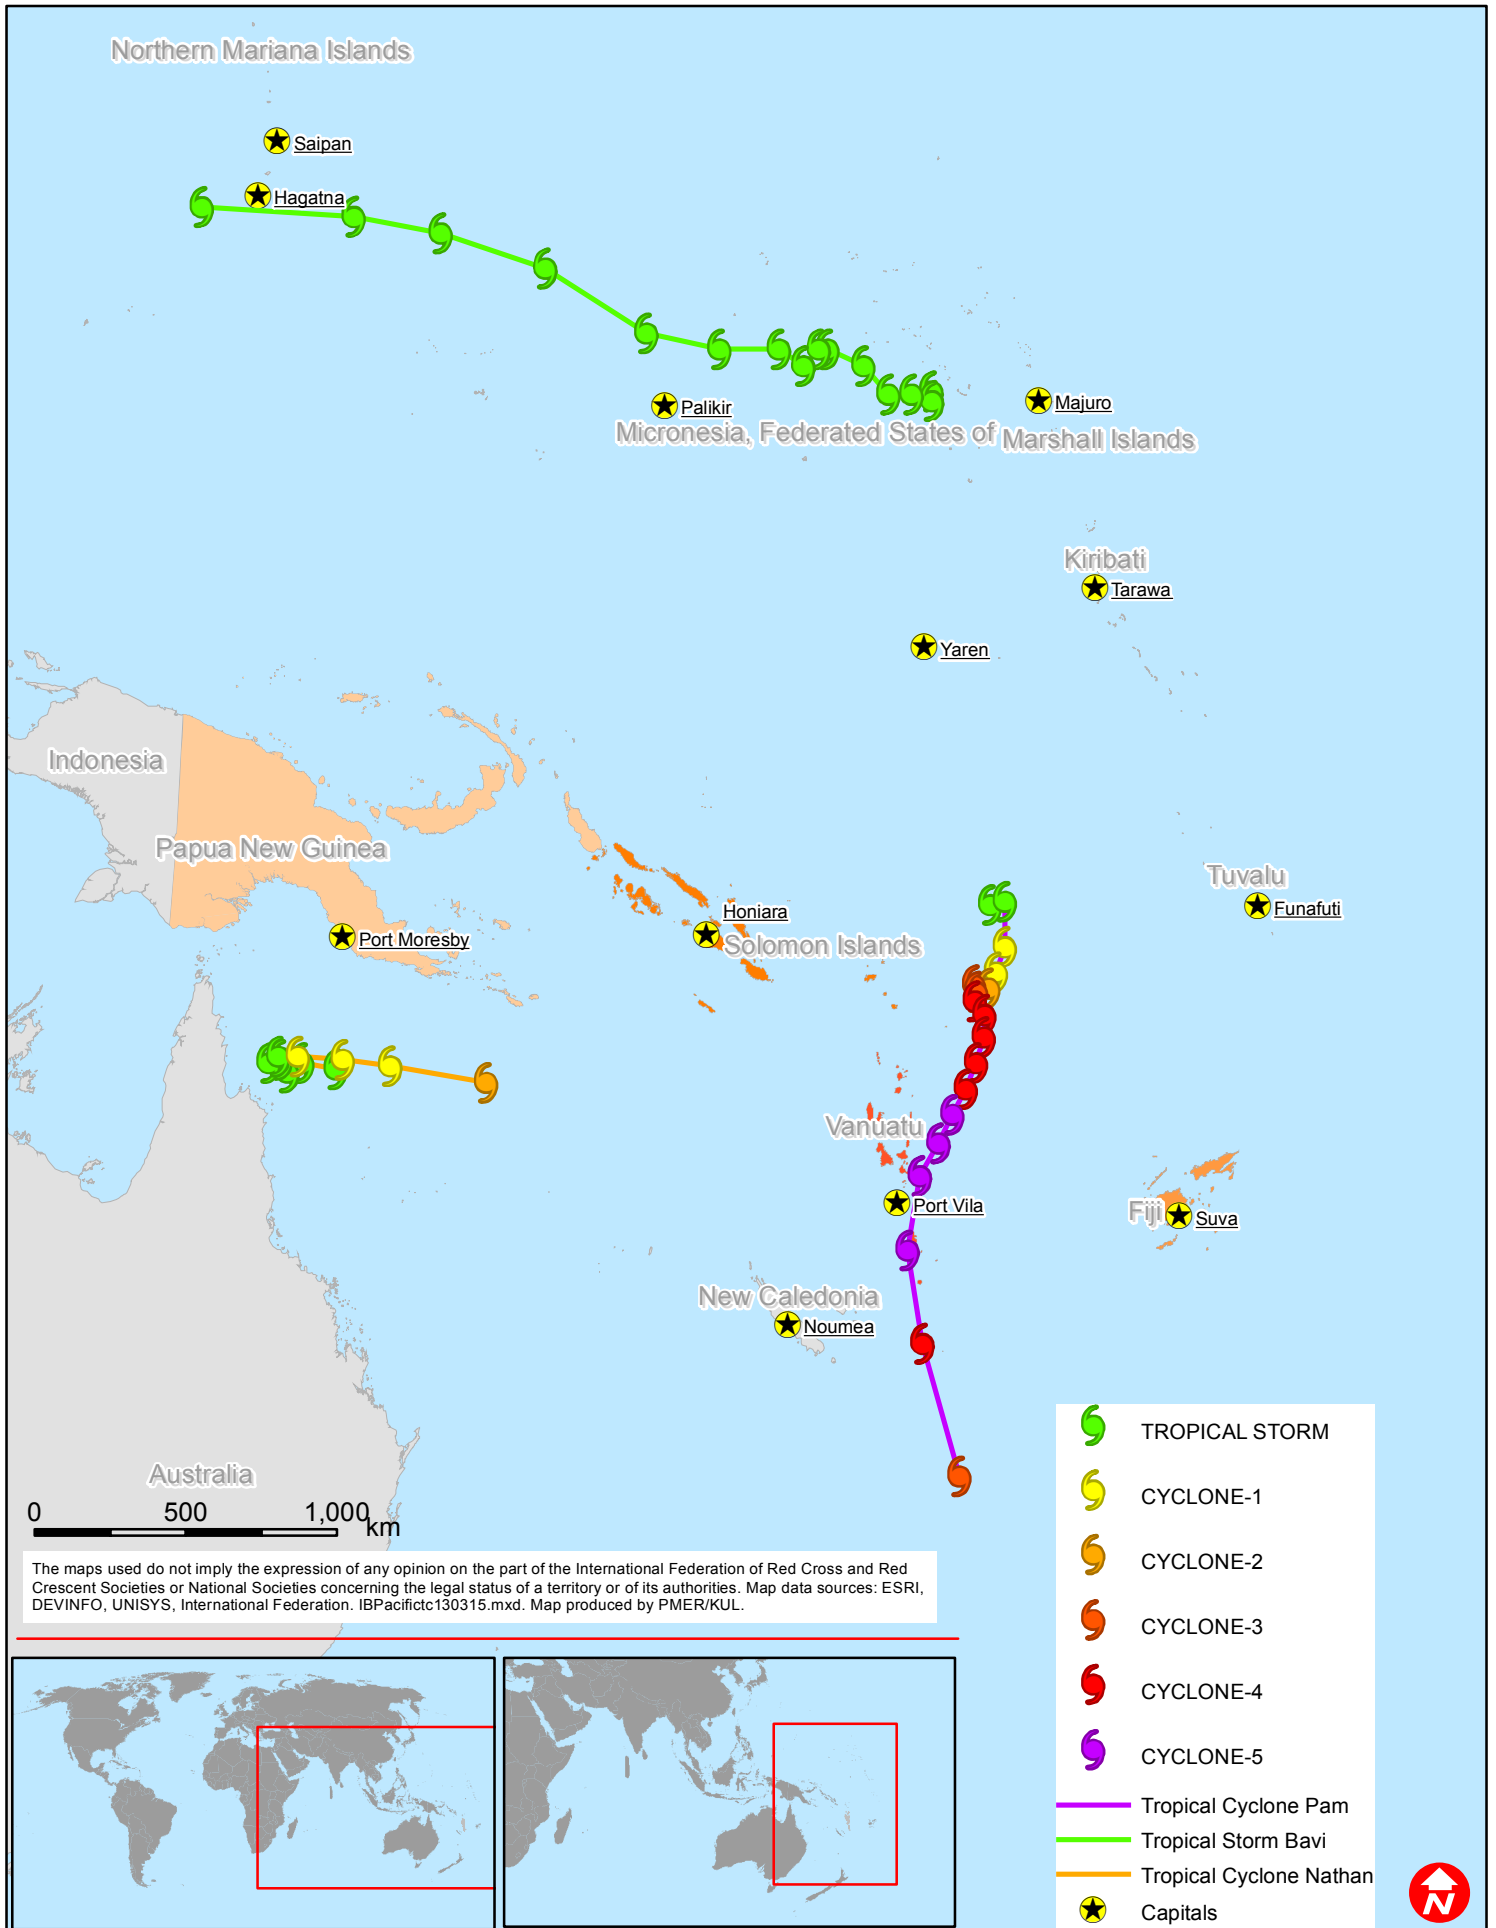 Northern Mariana Islands
Saipan
Hagatna
Palikir
Majuro
Micronesia, Federated States of
Marshall Islands
Kiribati
Tarawa
Yaren
Indonesia
Papua New Guinea
Tuvalu
Funafuti
Honiara
Port Moresby
Solomon Islands
Vanuatu
Port Vila
Fiji
Suva
New Caledonia
Noumea
Australia
0 500 1,000
km
The maps used do not imply the expression of any opinion on the part of the International Federation of Red Cross and Red
Crescent Societies or National Societies concerning the legal status of a territory or of its authorities. Map data sources: ESRI,
DEVINFO, UNISYS, International Federation. IBPacifictc130315.mxd. Map produced by PMER/KUL.
TROPICAL STORM
CYCLONE-1
CYCLONE-2
CYCLONE-3
CYCLONE-4
CYCLONE-5
Tropical Cyclone Pam
Tropical Storm Bavi
Tropical Cyclone Nathan
Capitals
N